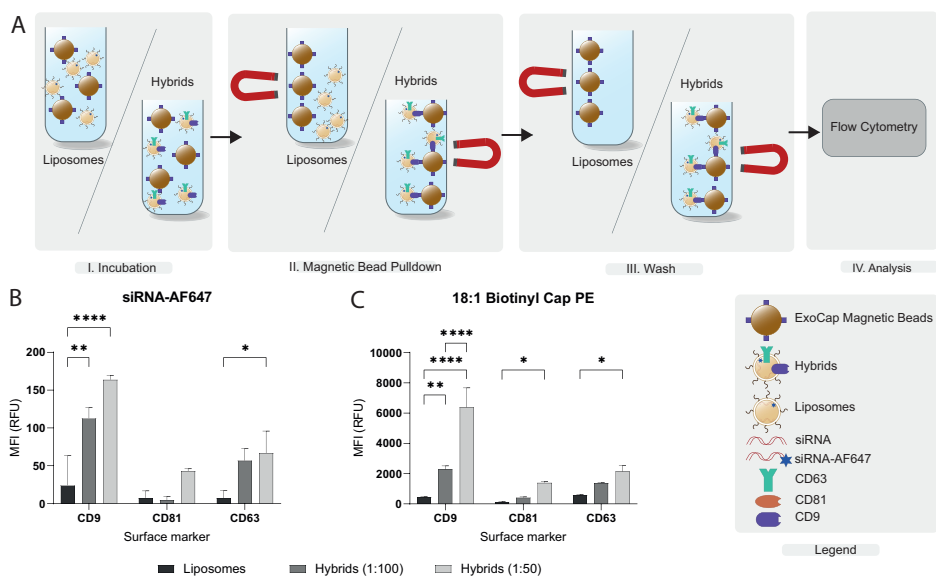 A
Hybrids
Liposomes
Hybrids
Liposomes
Hybrids
Liposomes
Flow Cytometry
I. Incubation
II. Magnetic Bead Pulldown
III. Wash
IV. Analysis
B
siRNA-AF647
MFI (RFU)
200
150
100
50
0
****
**
*
CD9
CD81
CD63
Surface marker
C
18:1 Biotinyl Cap PE
MFI (RFU)
10000
8000
6000
4000
2000
0
****
****
**
*
*
CD9
CD81
CD63
Surface marker
Liposomes
Hybrids (1:100)
Hybrids (1:50)
ExoCap Magnetic Beads
Hybrids
Liposomes
siRNA
siRNA-AF647
CD63
CD81
CD9
Legend